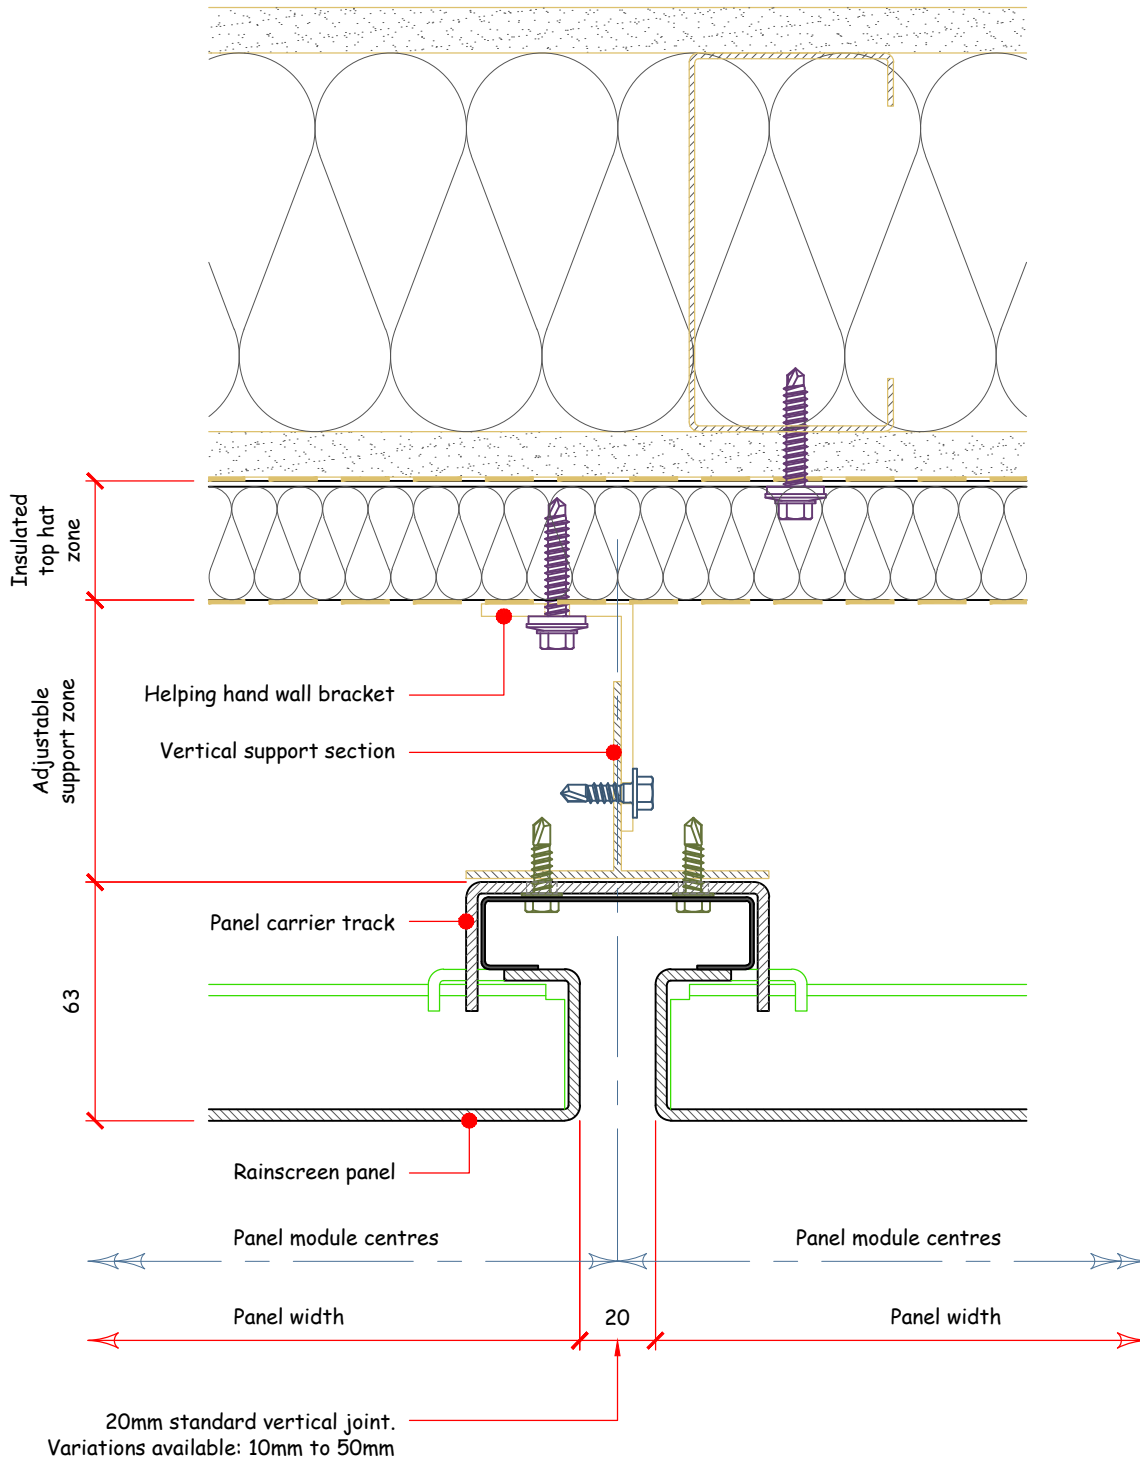 Insulated
top hat
zone
Adjustable
support zone
Helping hand wall bracket
Vertical support section
Panel carrier track
63
Rainscreen panel
Panel module centres
Panel module centres
Panel width
20
Panel width
20mm standard vertical joint.
Variations available: 10mm to 50mm